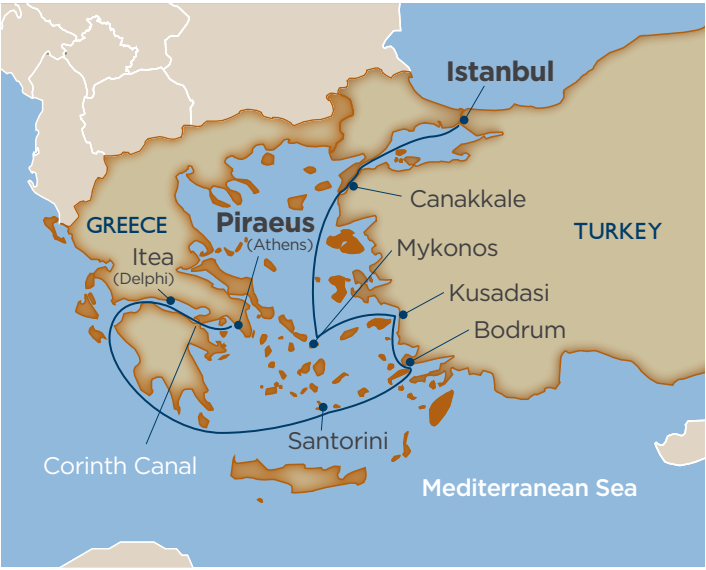 Istanbul
Canakkale
GREECE
Piraeus
(Athens)
TURKEY
Itea
(Delphi)
Mykonos
Kusadasi
Bodrum
Santorini
Corinth Canal
Mediterranean Sea